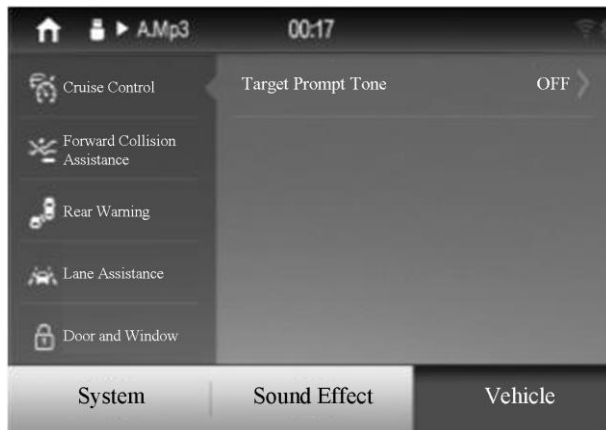 A.Mp3 00:17
Cruise Control
Target Prompt Tone OFF
Forward Collision
Assistance
Rear Warning
Lane Assistance
Door and Window
System Sound Effect Vehicle